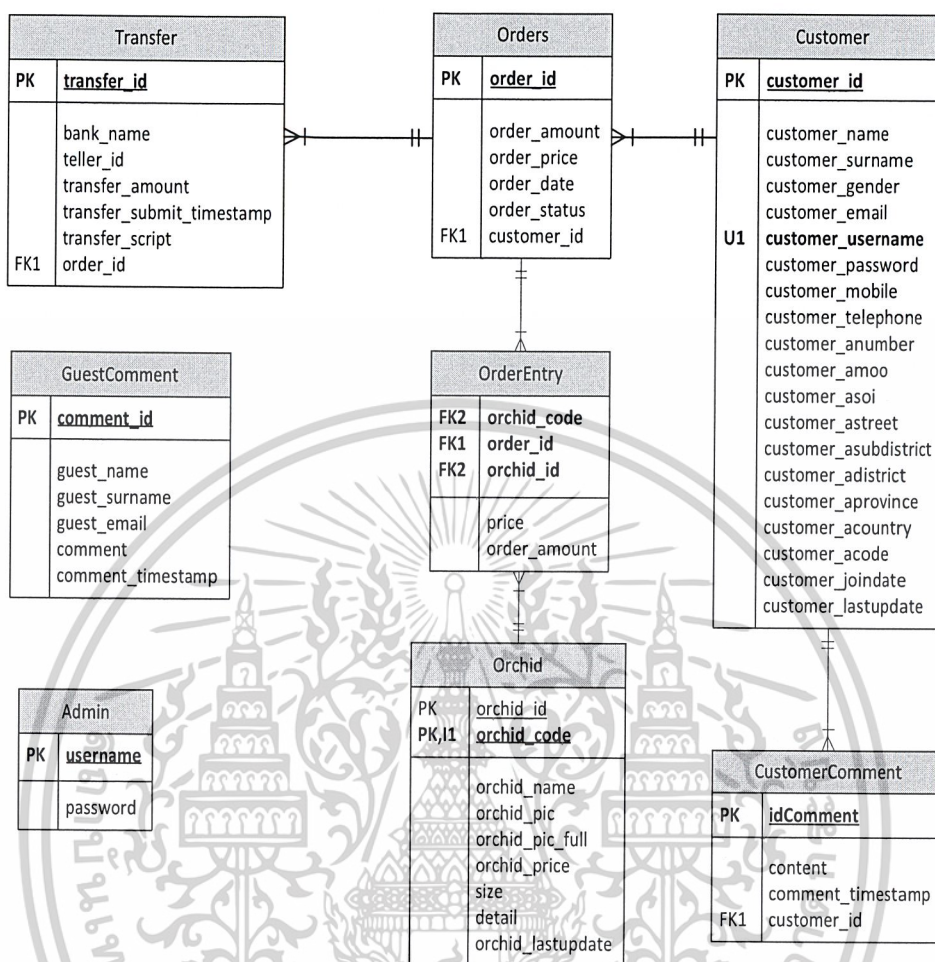 Transfer
PK transfer_id
bank_name
teller_id
transfer_amount
transfer_submit_timestamp
transfer_script
FK1 order_id
Orders
PK order_id
order_amount
order_price
order_date
order_status
FK1 customer_id
Customer
PK customer_id
customer_name
customer_surname
customer_gender
customer_email
U1 customer_username
customer_password
customer_mobile
customer_telephone
customer_anumber
customer_amoo
customer_asoi
customer_astreet
customer_asubdistrict
customer_adistrict
customer_aprovince
customer_acountry
customer_acode
customer_joindate
customer_lastupdate
GuestComment
PK comment_id
guest_name
guest_surname
guest_email
comment
comment_timestamp
OrderEntry
FK2 orchid_code
FK1 order_id
FK2 orchid_id
price
order_amount
Admin
PK username
password
Orchid
PK orchid_id
PK,I1 orchid_code
orchid_name
orchid_pic
orchid_pic_full
orchid_price
size
detail
orchid_lastupdate
CustomerComment
PK idComment
content
comment_timestamp
FK1 customer_id